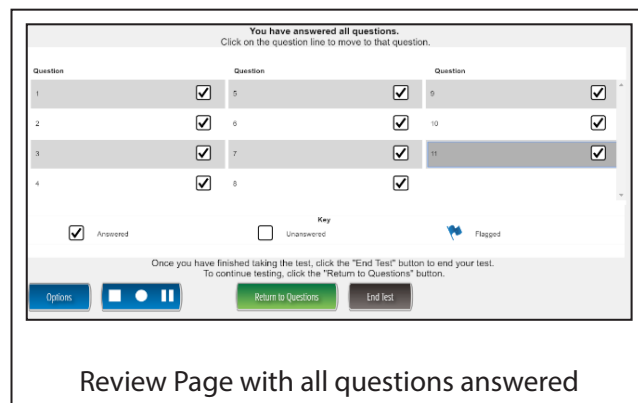 You have answered all questions.
Click on the question line to move to that question.
Question Question Question
1 5 9
2 6 10
3 7 11
4 8
Key
Answered Unanswered Flagged
Once you have finished taking the test, click the "End Test" button to end your test.
To continue testing, click the "Return to Questions" button.
Options Return to Questions End Test
Review Page with all questions answered